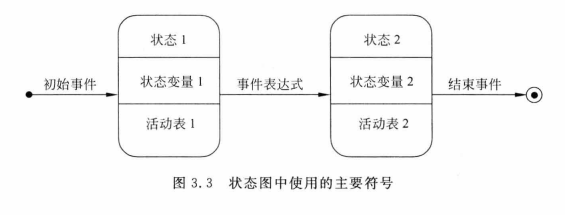 状态 1
状态 2
初始事件
状态变量 1
事件表达式
状态变量 2
结束事件
活动表 1
活动表 2
图 3.3 状态图中使用的主要符号